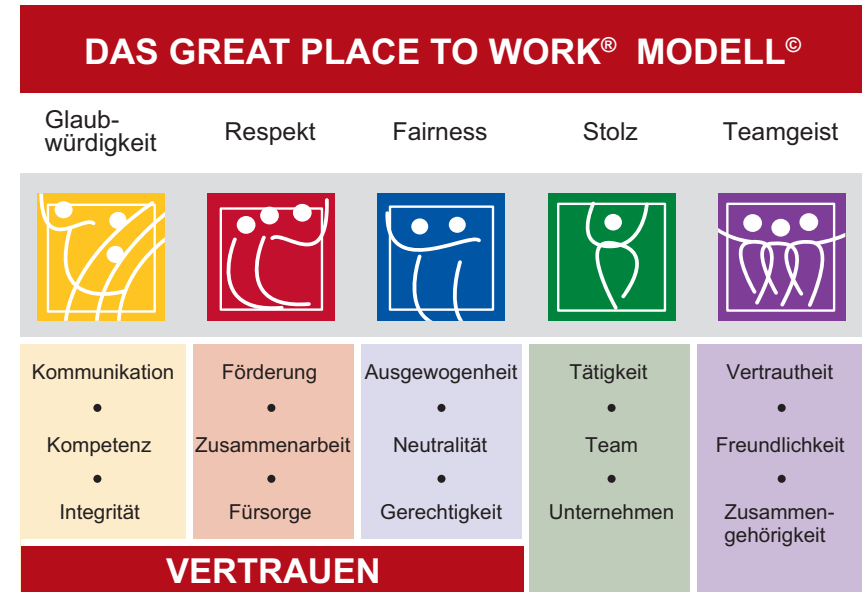 DAS GREAT PLACE TO WORK® MODELL©
Glaub-
würdigkeit
Respekt
Fairness
Stolz
Teamgeist
Kommunikation
•
Kompetenz
•
Integrität
Förderung
•
Zusammenarbeit
•
Fürsorge
Ausgewogenheit
•
Neutralität
•
Gerechtigkeit
Tätigkeit
•
Team
•
Unternehmen
Vertrautheit
•
Freundlichkeit
•
Zusammen-
gehörigkeit
VERTRAUEN